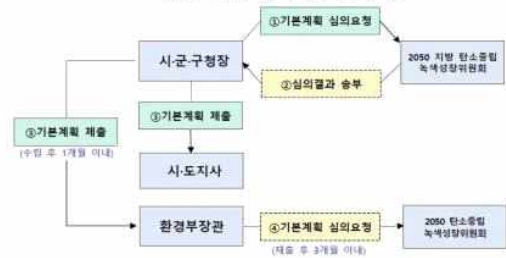 ①기본계획 심의요청
시·군·구청장
2050 지방 탄소중립
녹색성장위원회
②심의결과 송부
③기본계획 제출
③기본계획 제출
(수립 후 1개월 이내)
시·도지사
환경부장관
④기본계획 심의요청
(제출 후 3개월 이내)
2050 탄소중립
녹색성장위원회